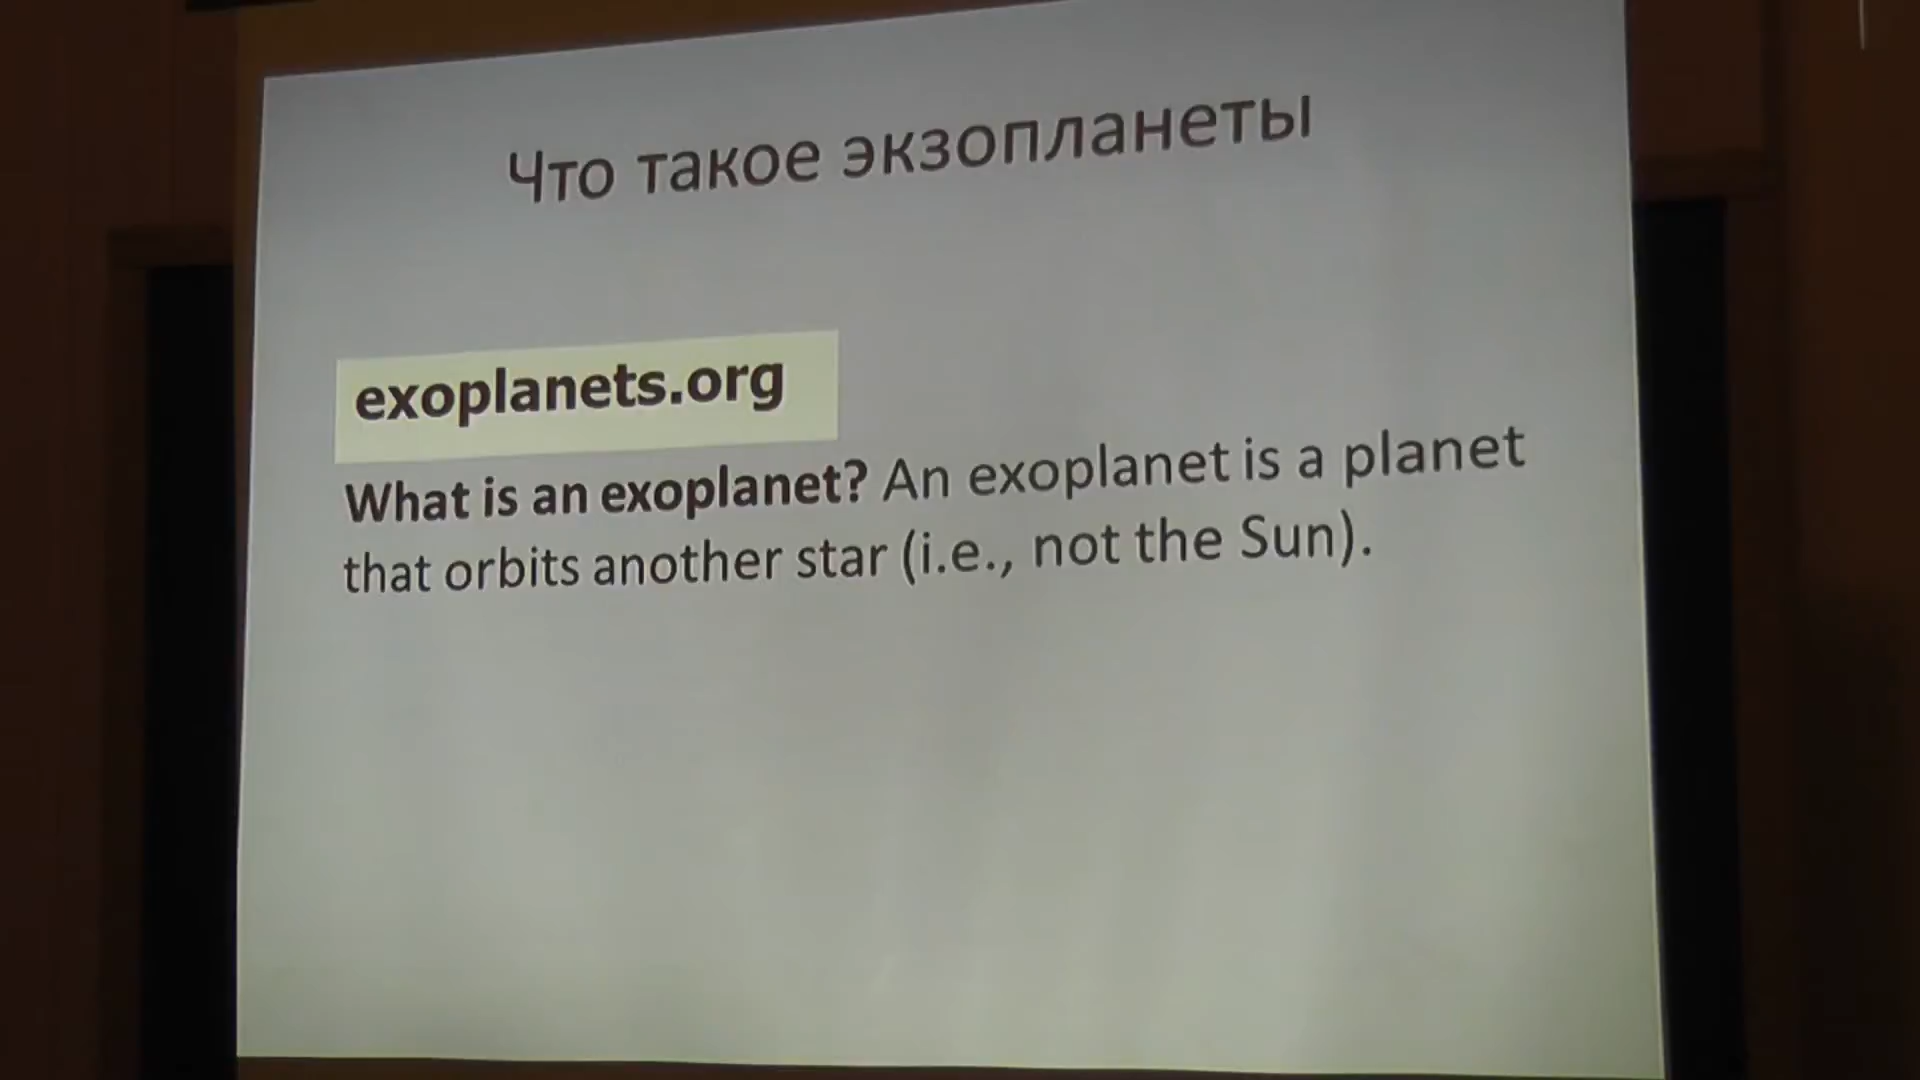 Что такое экзопланеты
exoplanets.org
What is an exoplanet? An exoplanet is a planet
that orbits another star (i.e., not the Sun).